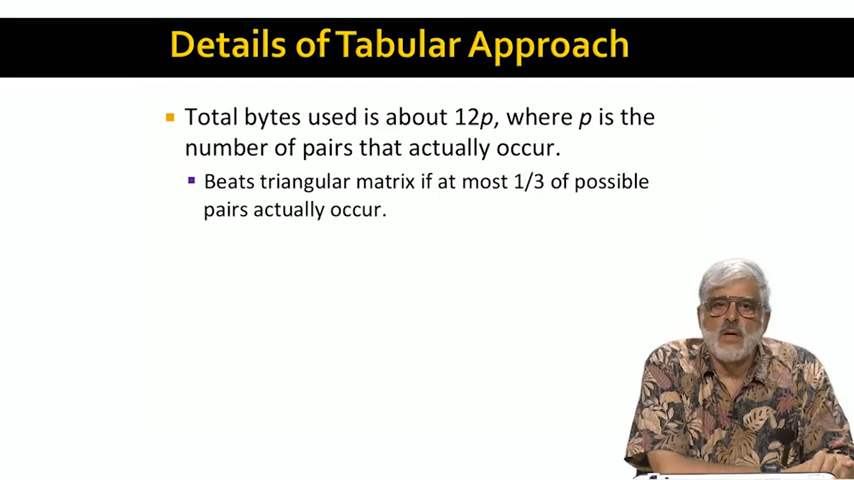 Details of Tabular Approach
Total bytes used is about 12p, where p is the
number of pairs that actually occur.
Beats triangular matrix if at most 1/3 of possible
pairs actually occur.